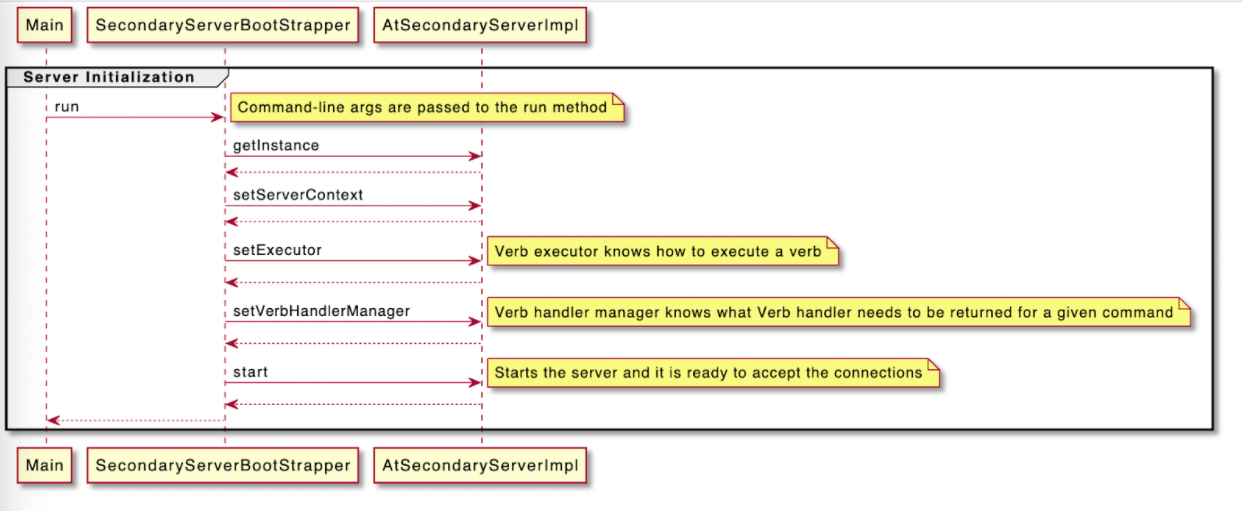 Main
SecondaryServerBootStrapper
AtSecondaryServerImpl
Server Initialization
run
Command-line args are passed to the run method
getInstance
setServerContext
setExecutor
Verb executor knows how to execute a verb
setVerbHandlerManager
Verb handler manager knows what Verb handler needs to be returned for a given command
start
Starts the server and it is ready to accept the connections
Main
SecondaryServerBootStrapper
AtSecondaryServerImpl